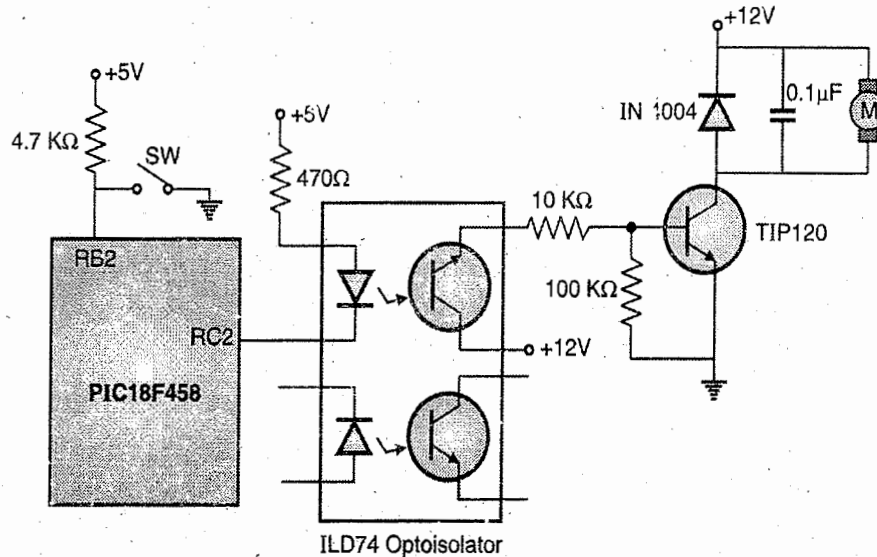 +12V
+5V
4.7 KΩ
SW
+5V
470Ω
IN 4004
0.1µF
M
10 KΩ
TIP120
100 KΩ
RB2
RC2
+12V
PIC18F458
ILD74 Optoisolator